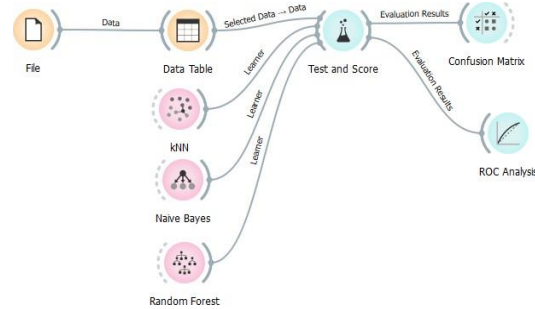 Data
Selected Data → Data
Evaluation Results
File
Data Table
Learner
Test and Score
Confusion Matrix
Evaluation Results
kNN
Learner
ROC Analysis
Naive Bayes
Learner
Random Forest